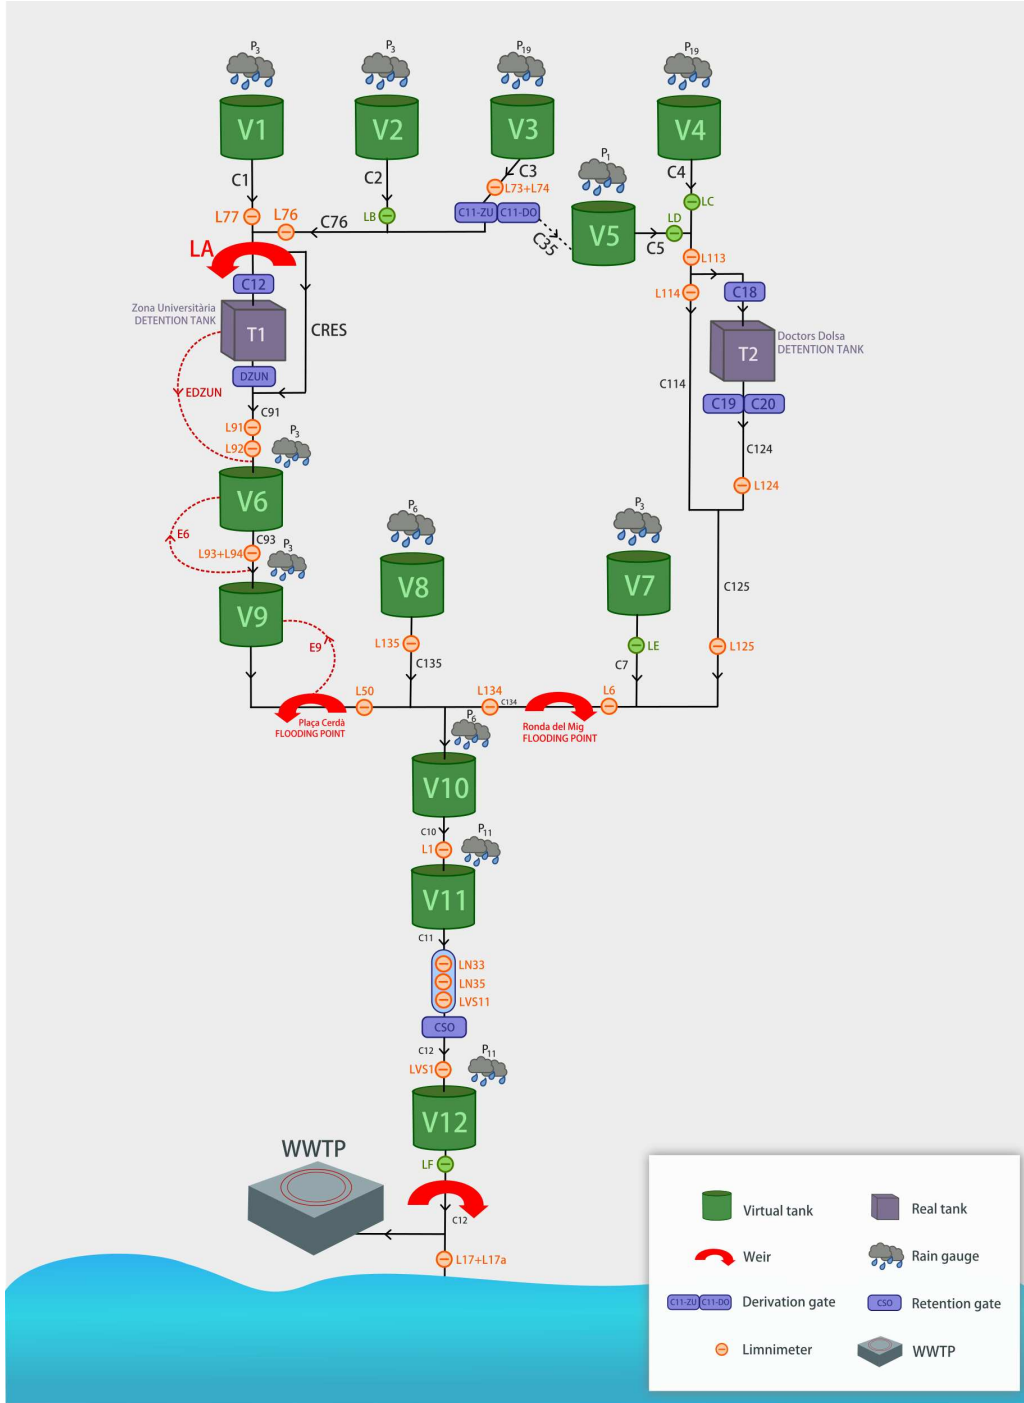 P3
P3
P19
P19
V1
V2
V3
V4
P1
C1
C2
C3
C4
L73+L74
LC
L77
L76
LB
C11-ZU
C11-DO
LD
C76
C35
V5
C5
LA
L113
C12
L114
C18
Zona Universitària
DETENTION TANK
T1
CRES
Doctors Dolsa
DETENTION TANK
T2
DZUN
EDZUN
C114
C19
C20
C91
L91
P3
L92
C124
L124
V6
P6
P3
E6
C93
L93+L94
P3
V8
V7
C125
V9
E9
L135
C135
LE
C7
L125
L50
L134
C134
L6
Plaça Cerdà
FLOODING POINT
P6
Ronda del Mig
FLOODING POINT
V10
C10
L1
P11
V11
C11
LN33
LN35
LVS11
CSO
C12
P11
LVS1
V12
WWTP
LF
C12
L17+L17a
Virtual tank
Real tank
Weir
Rain gauge
C11-ZU
C11-DO
Derivation gate
CSO
Retention gate
Limnimeter
WWTP